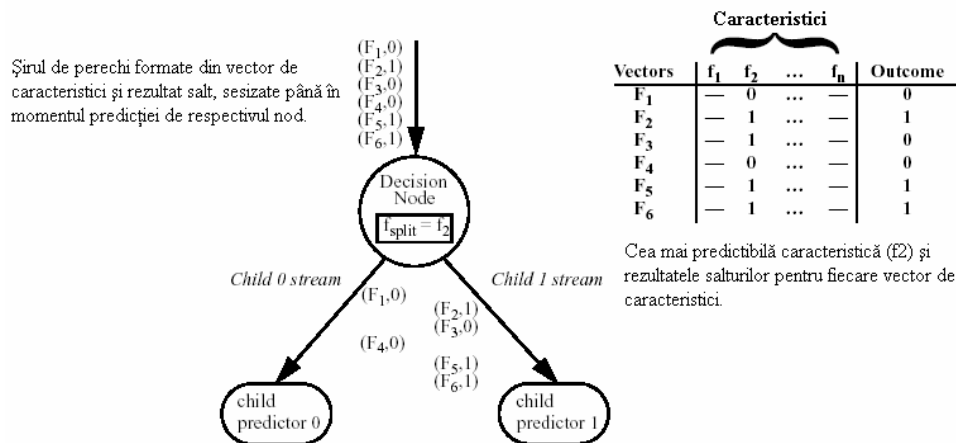 Şirul de perechi formate din vector de
caracteristici şi rezultat salt, sesizate până în
momentul predicţiei de respectivul nod.
(F1,0)
(F2,1)
(F3,0)
(F4,0)
(F5,1)
(F6,1)
Decision
Node
fsplit = f2
Child 0 stream
Child 1 stream
(F1,0)
(F4,0)
(F2,1)
(F3,0)
(F5,1)
(F6,1)
child
predictor 0
child
predictor 1
Caracteristici
Vectors f1 f2 ... fn Outcome
F1 — 0 ... — 0
F2 — 1 ... — 1
F3 — 1 ... — 0
F4 — 0 ... — 0
F5 — 1 ... — 1
F6 — 1 ... — 1
Cea mai predictibilă caracteristică (f2) şi
rezultatele salturilor pentru fiecare vector de
caracteristici.